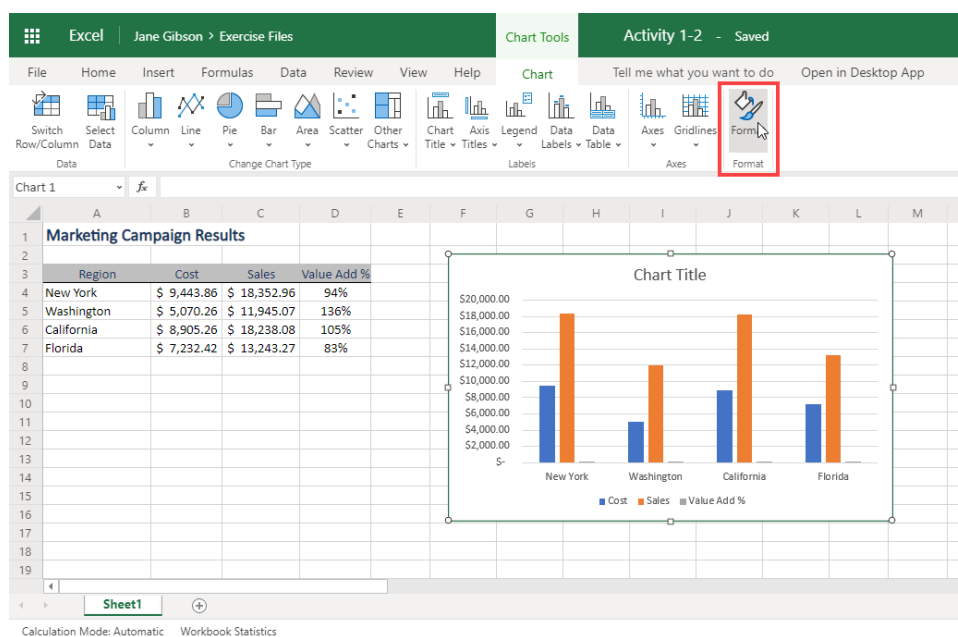 Excel Jane Gibson > Exercise Files Chart Tools Activity 1-2 - Saved
File Home Insert Formulas Data Review View Help Chart Tell me what you want to do Open in Desktop App
Switch Select Column Line Pie Bar Area Scatter Other Chart Axis Legend Data Data Axes Gridlines Form
Row/Column Data Charts Title Titles Labels Table
Data Change Chart Type Labels Axes Format
Chart 1 fx
A B C D E F G H I J K L M
1 Marketing Campaign Results
2
3 Region Cost Sales Value Add %
4 New York $ 9,443.86 $ 18,352.96 94%
5 Washington $ 5,070.26 $ 11,945.07 136%
6 California $ 8,905.26 $ 18,238.08 105%
7 Florida $ 7,232.42 $ 13,243.27 83%
8
9
10
11
12
13
14
15
16
17
18
19
Chart Title
$20,000.00
$18,000.00
$16,000.00
$14,000.00
$12,000.00
$10,000.00
$8,000.00
$6,000.00
$4,000.00
$2,000.00
$-
New York Washington California Florida
Cost Sales Value Add %
Sheet1
Calculation Mode: Automatic Workbook Statistics